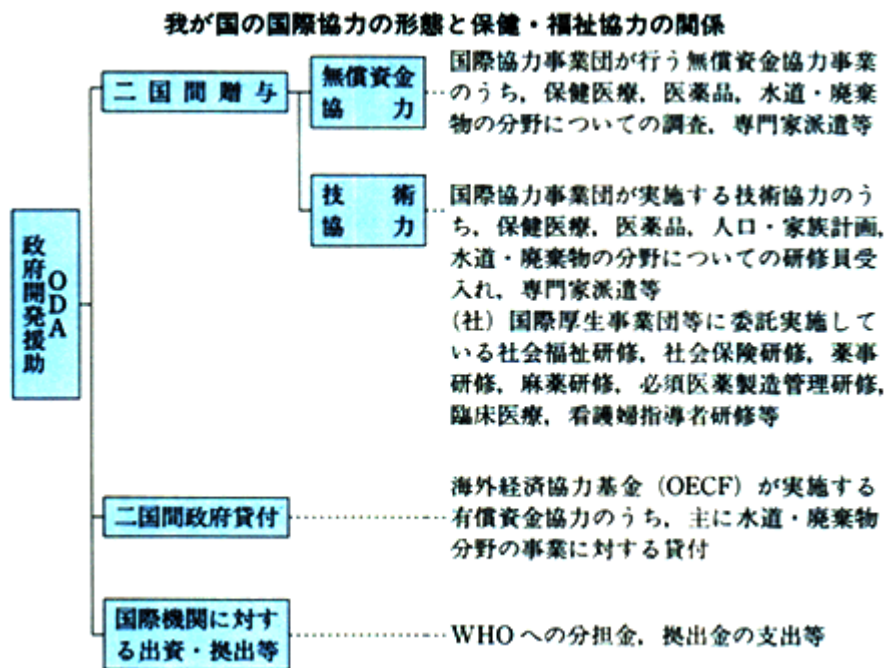 我が国の国際協力の形態と保健・福祉協力の関係
ODA
政府開発援助
二国間贈与
無償資金
協力
国際協力事業団が行う無償資金協力事業
のうち，保健医療，医薬品，水道・廃棄
物の分野についての調査，専門家派遣等
技術
協力
国際協力事業団が実施する技術協力のう
ち，保健医療，医薬品，人口・家族計画，
水道・廃棄物の分野についての研修員受
入れ，専門家派遣等
(社) 国際厚生事業団等に委託実施して
いる社会福祉研修，社会保険研修，薬事
研修，麻薬研修，必須医薬製造管理研修，
臨床医療，看護婦指導者研修等
二国間政府貸付
海外経済協力基金 (OECF) が実施する
有償資金協力のうち，主に水道・廃棄物
分野の事業に対する貸付
国際機関に対す
る出資・拠出等
WHOへの分担金，拠出金の支出等